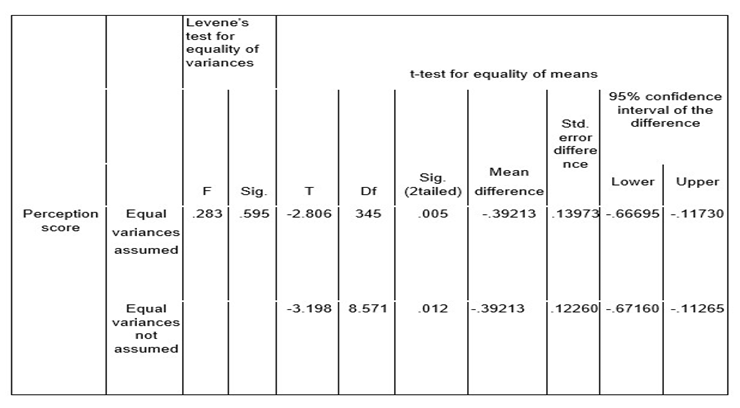 Levene's
test for
equality of
variances
t-test for equality of means
95% confidence
interval of the
difference
Std.
error
differe
nce
F Sig. T Df Sig.
(2tailed) Mean
difference Lower Upper
Perception
score
Equal
variances
assumed
.283 .595 -2.806 345 .005 -.39213 .13973 -.66695 -.11730
Equal
variances
not
assumed
-3.198 8.571 .012 -.39213 .12260 -.67160 -.11265